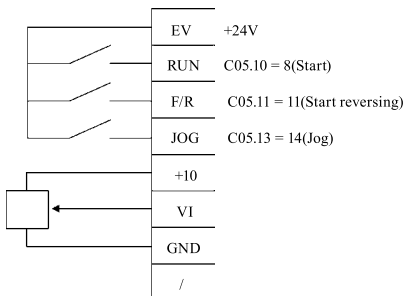 EV +24V
RUN C05.10 = 8(Start)
F/R C05.11 = 11(Start reversing)
JOG C05.13 = 14(Jog)
+10
VI
GND
/